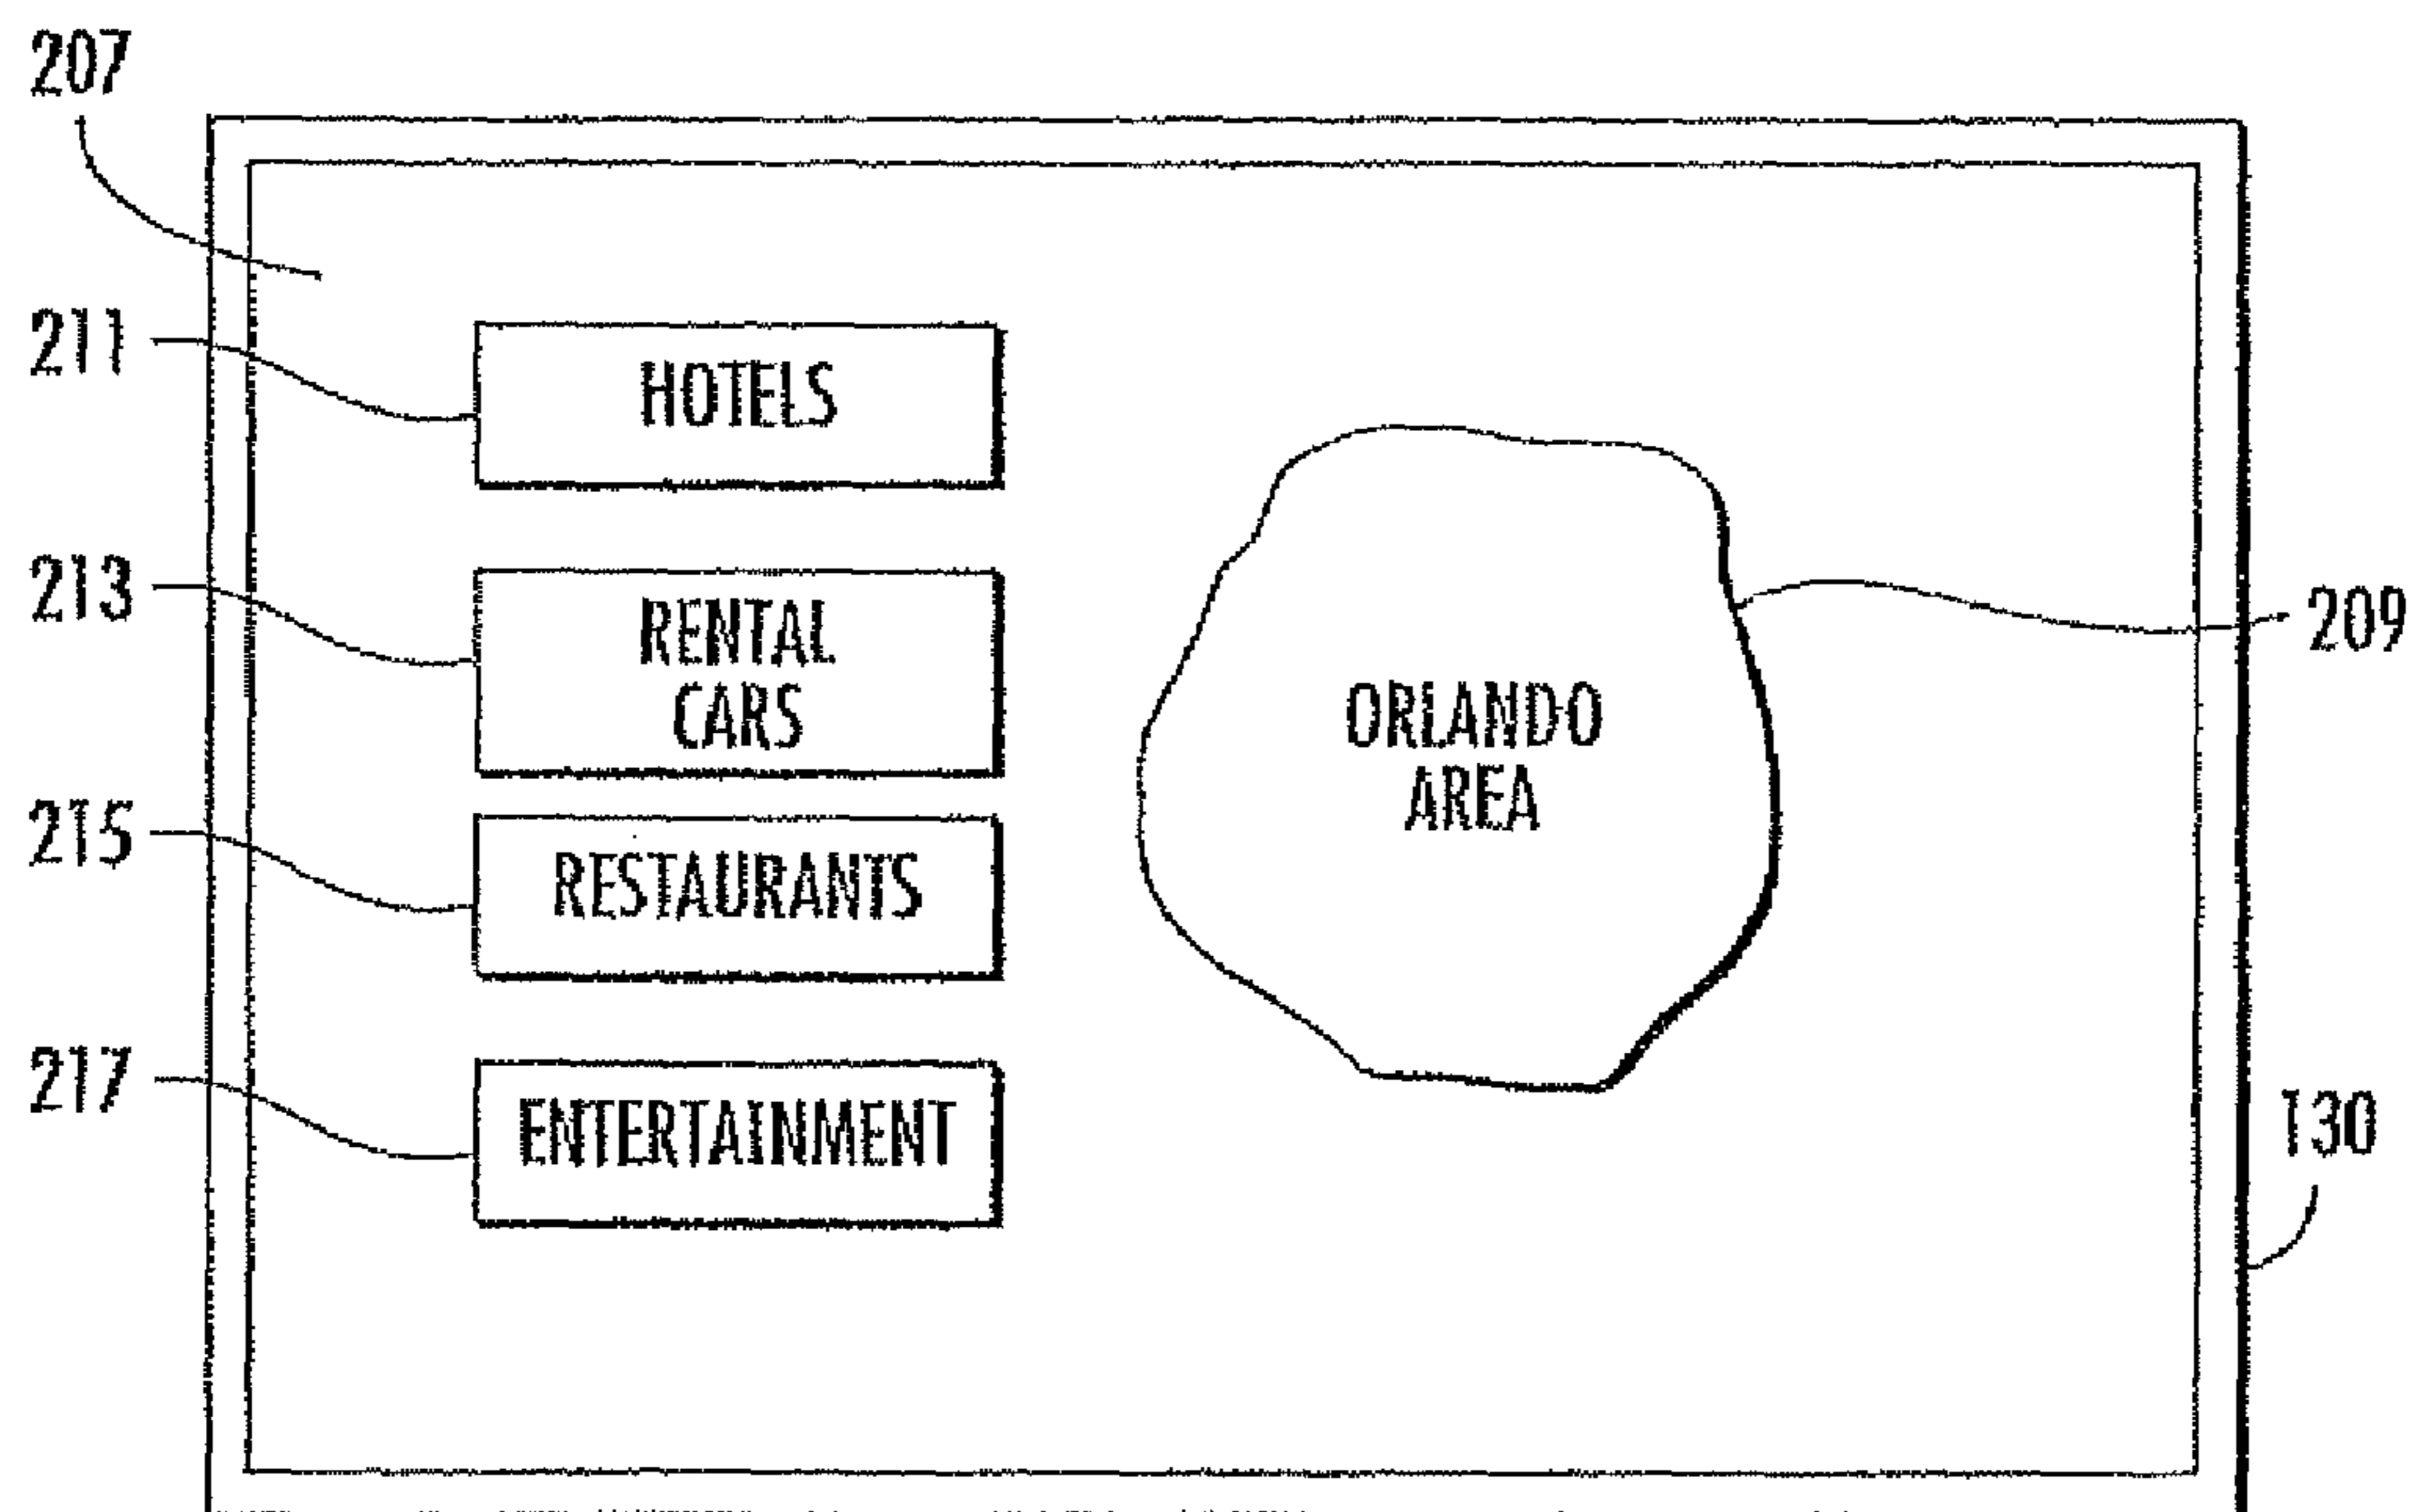 207
211
HOTELS
213
RENTAL
CARS
209
ORLANDO
AREA
215
RESTAURANTS
217
ENTERTAINMENT
130